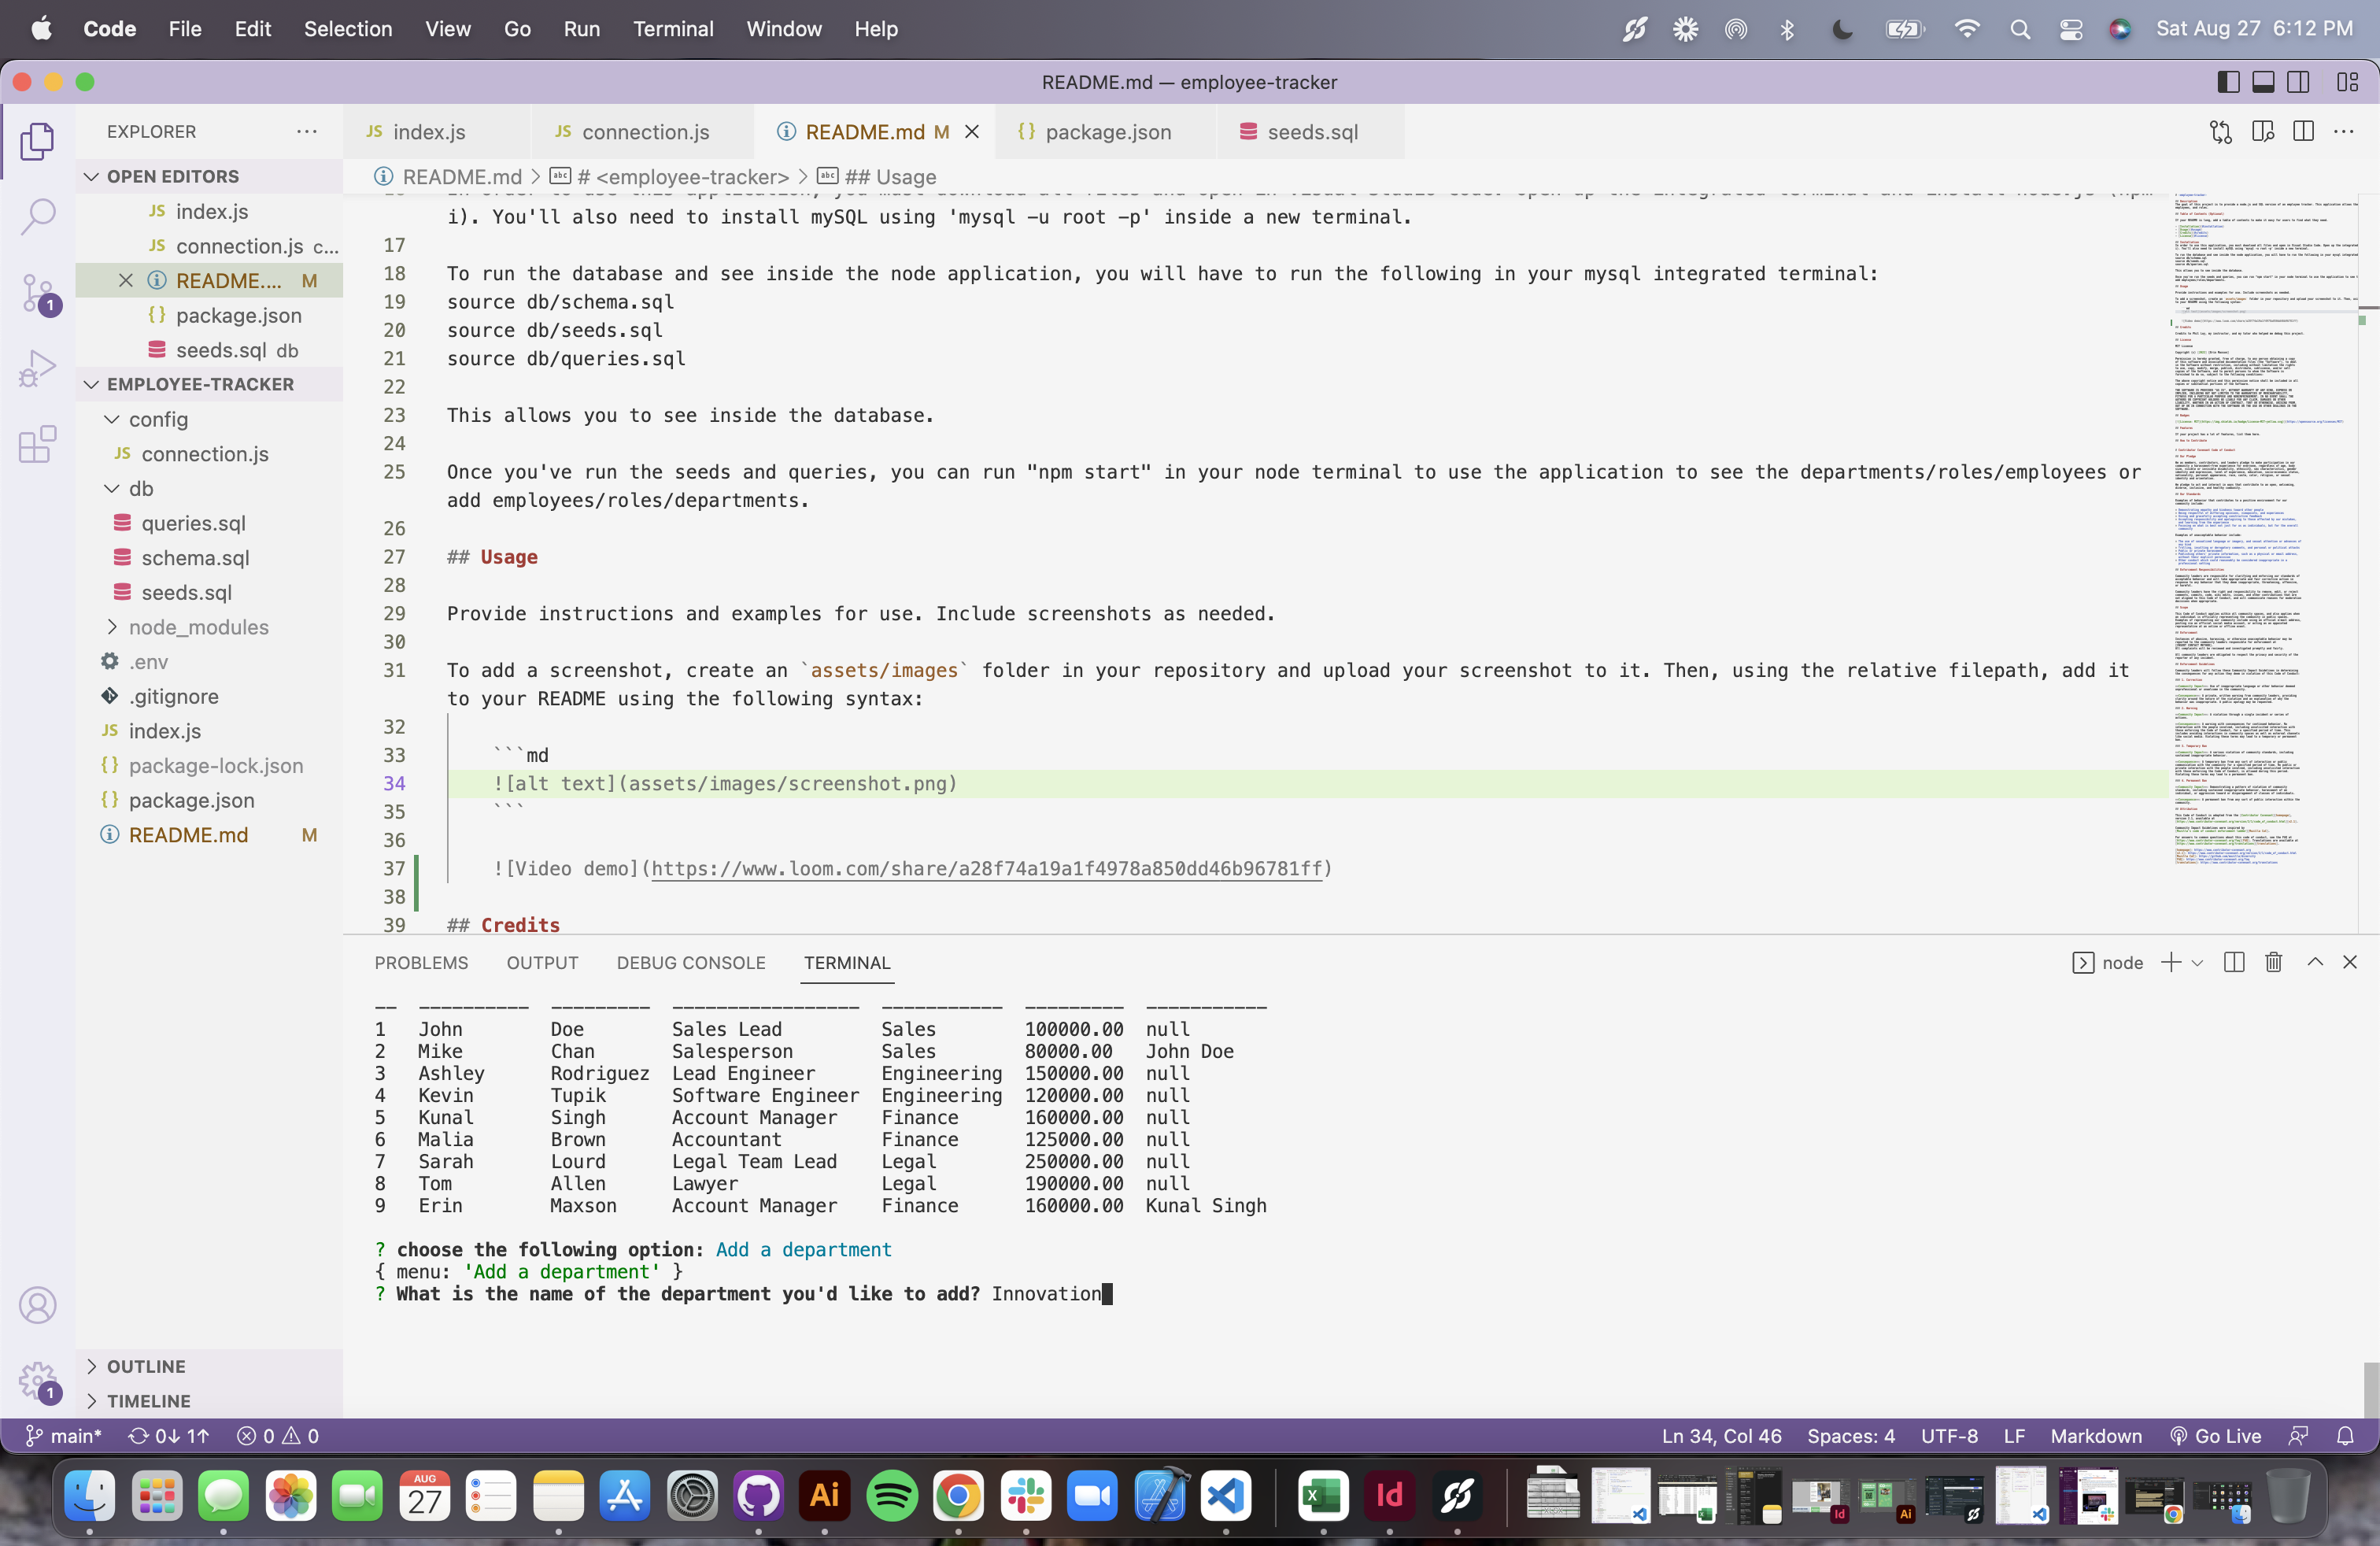 Code File Edit Selection View Go Run Terminal Window Help Sat Aug 27 6:12 PM
README.md — employee-tracker
EXPLORER
index.js connection.js README.md M package.json seeds.sql
OPEN EDITORS
README.md > # <employee-tracker> > ## Usage
index.js
connection.js c...
README.... M
package.json
seeds.sql db
EMPLOYEE-TRACKER
config
connection.js
db
queries.sql
schema.sql
seeds.sql
node_modules
.env
.gitignore
index.js
package-lock.json
package.json
README.md M
OUTLINE
TIMELINE
i). You'll also need to install mySQL using 'mysql -u root -p' inside a new terminal.
17
18 To run the database and see inside the node application, you will have to run the following in your mysql integrated terminal:
19 source db/schema.sql
20 source db/seeds.sql
21 source db/queries.sql
22
23 This allows you to see inside the database.
24
25 Once you've run the seeds and queries, you can run "npm start" in your node terminal to use the application to see the departments/roles/employees or
add employees/roles/departments.
26
27 ## Usage
28
29 Provide instructions and examples for use. Include screenshots as needed.
30
31 To add a screenshot, create an `assets/images` folder in your repository and upload your screenshot to it. Then, using the relative filepath, add it
to your README using the following syntax:
32
33 ```md
34 ![alt text](assets/images/screenshot.png)
35 ```
36
37 ![Video demo](https://www.loom.com/share/a28f74a19a1f4978a850dd46b96781ff)
38
39 ## Credits
PROBLEMS OUTPUT DEBUG CONSOLE TERMINAL node
-- ---------- --------- ----------------- ----------- --------- -----------
1 John Doe Sales Lead Sales 100000.00 null
2 Mike Chan Salesperson Sales 80000.00 John Doe
3 Ashley Rodriguez Lead Engineer Engineering 150000.00 null
4 Kevin Tupik Software Engineer Engineering 120000.00 null
5 Kunal Singh Account Manager Finance 160000.00 null
6 Malia Brown Accountant Finance 125000.00 null
7 Sarah Lourd Legal Team Lead Legal 250000.00 null
8 Tom Allen Lawyer Legal 190000.00 null
9 Erin Maxson Account Manager Finance 160000.00 Kunal Singh
? choose the following option: Add a department
{ menu: 'Add a department' }
? What is the name of the department you'd like to add? Innovation
main* 0↓ 1↑ 0 0 Ln 34, Col 46 Spaces: 4 UTF-8 LF Markdown Go Live
AUG
27
Ai
X
Id